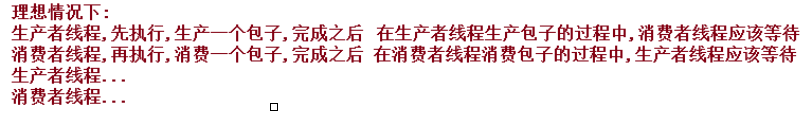 理想情况下:
生产者线程,先执行,生产一个包子,完成之后 在生产者线程生产包子的过程中,消费者线程应该等待
消费者线程,再执行,消费一个包子,完成之后 在消费者线程消费包子的过程中,生产者线程应该等待
生产者线程...
消费者线程...